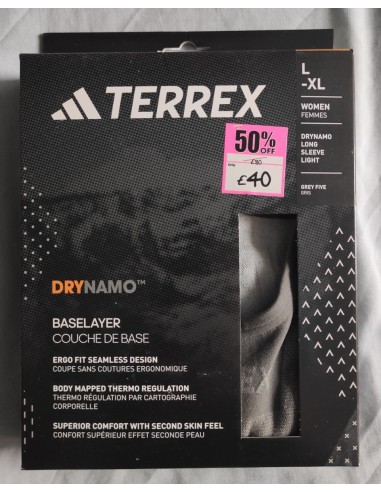 TERREX
L
-XL
WOMEN
FEMMES
DRYNAMO
LONG
SLEEVE
LIGHT
GREY FIVE
GRIS
50%
OFF
£80
£40
DRYNAMO™
BASELAYER
COUCHE DE BASE
ERGO FIT SEAMLESS DESIGN
COUPE SANS COUTURES ERGONOMIQUE
BODY MAPPED THERMO REGULATION
THERMO RÉGULATION PAR CARTOGRAPHIE
CORPORELLE
SUPERIOR COMFORT WITH SECOND SKIN FEEL
CONFORT SUPÉRIEUR EFFET SECONDE PEAU